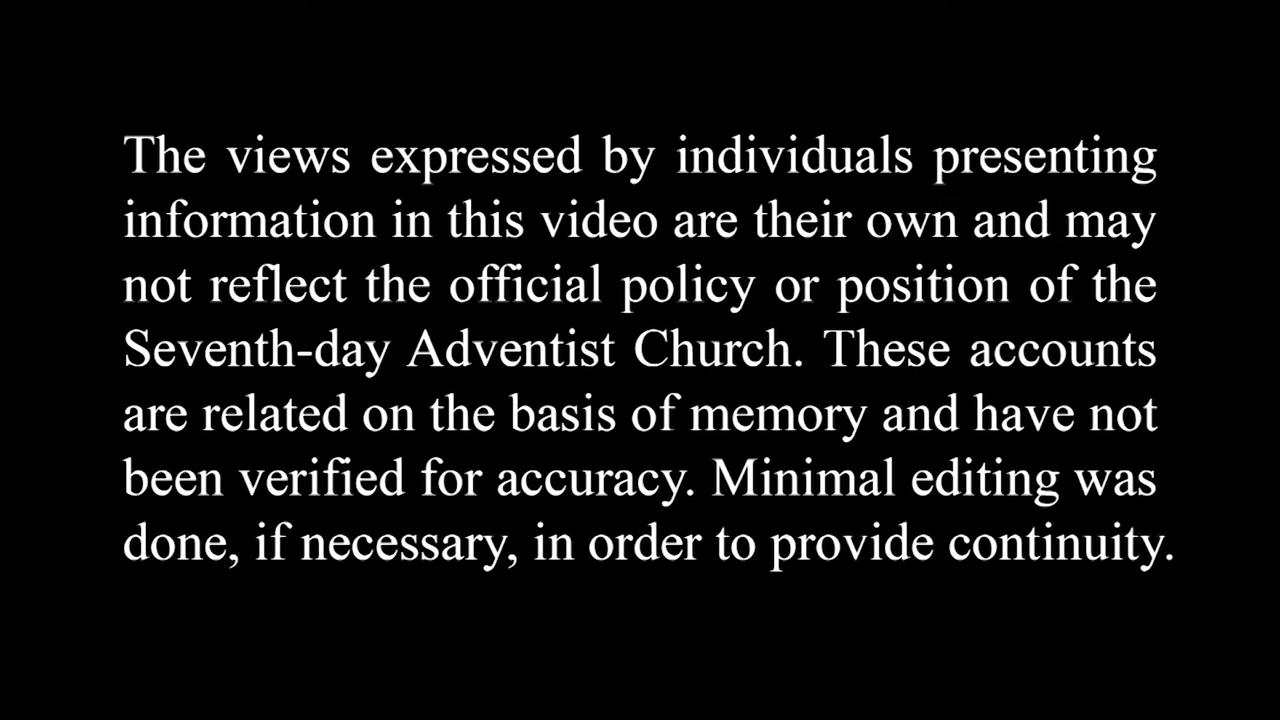 The views expressed by individuals presenting
information in this video are their own and may
not reflect the official policy or position of the
Seventh-day Adventist Church. These accounts
are related on the basis of memory and have not
been verified for accuracy. Minimal editing was
done, if necessary, in order to provide continuity.